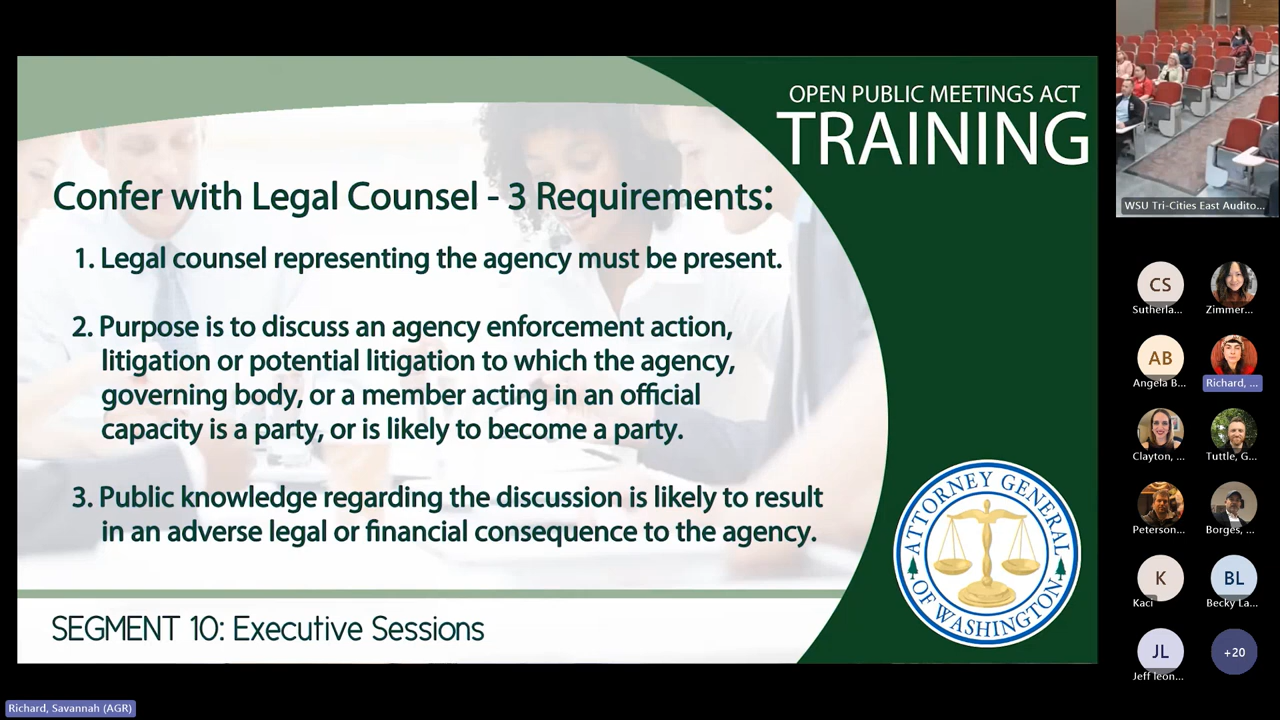 OPEN PUBLIC MEETINGS ACT
TRAINING
Confer with Legal Counsel - 3 Requirements:
1. Legal counsel representing the agency must be present.
2. Purpose is to discuss an agency enforcement action,
litigation or potential litigation to which the agency,
governing body, or a member acting in an official
capacity is a party, or is likely to become a party.
3. Public knowledge regarding the discussion is likely to result
in an adverse legal or financial consequence to the agency.
ATTORNEY GENERAL
OF WASHINGTON
SEGMENT 10: Executive Sessions
WSU Tri-Cities East Audito...
CS
Sutherla...
Zimmer...
AB
Angela B...
Richard, ...
Clayton, ...
Tuttle, G...
Peterson...
Borges, ...
K
Kaci
BL
Becky La...
JL
Jeff leon...
+20
Richard, Savannah (AGR)